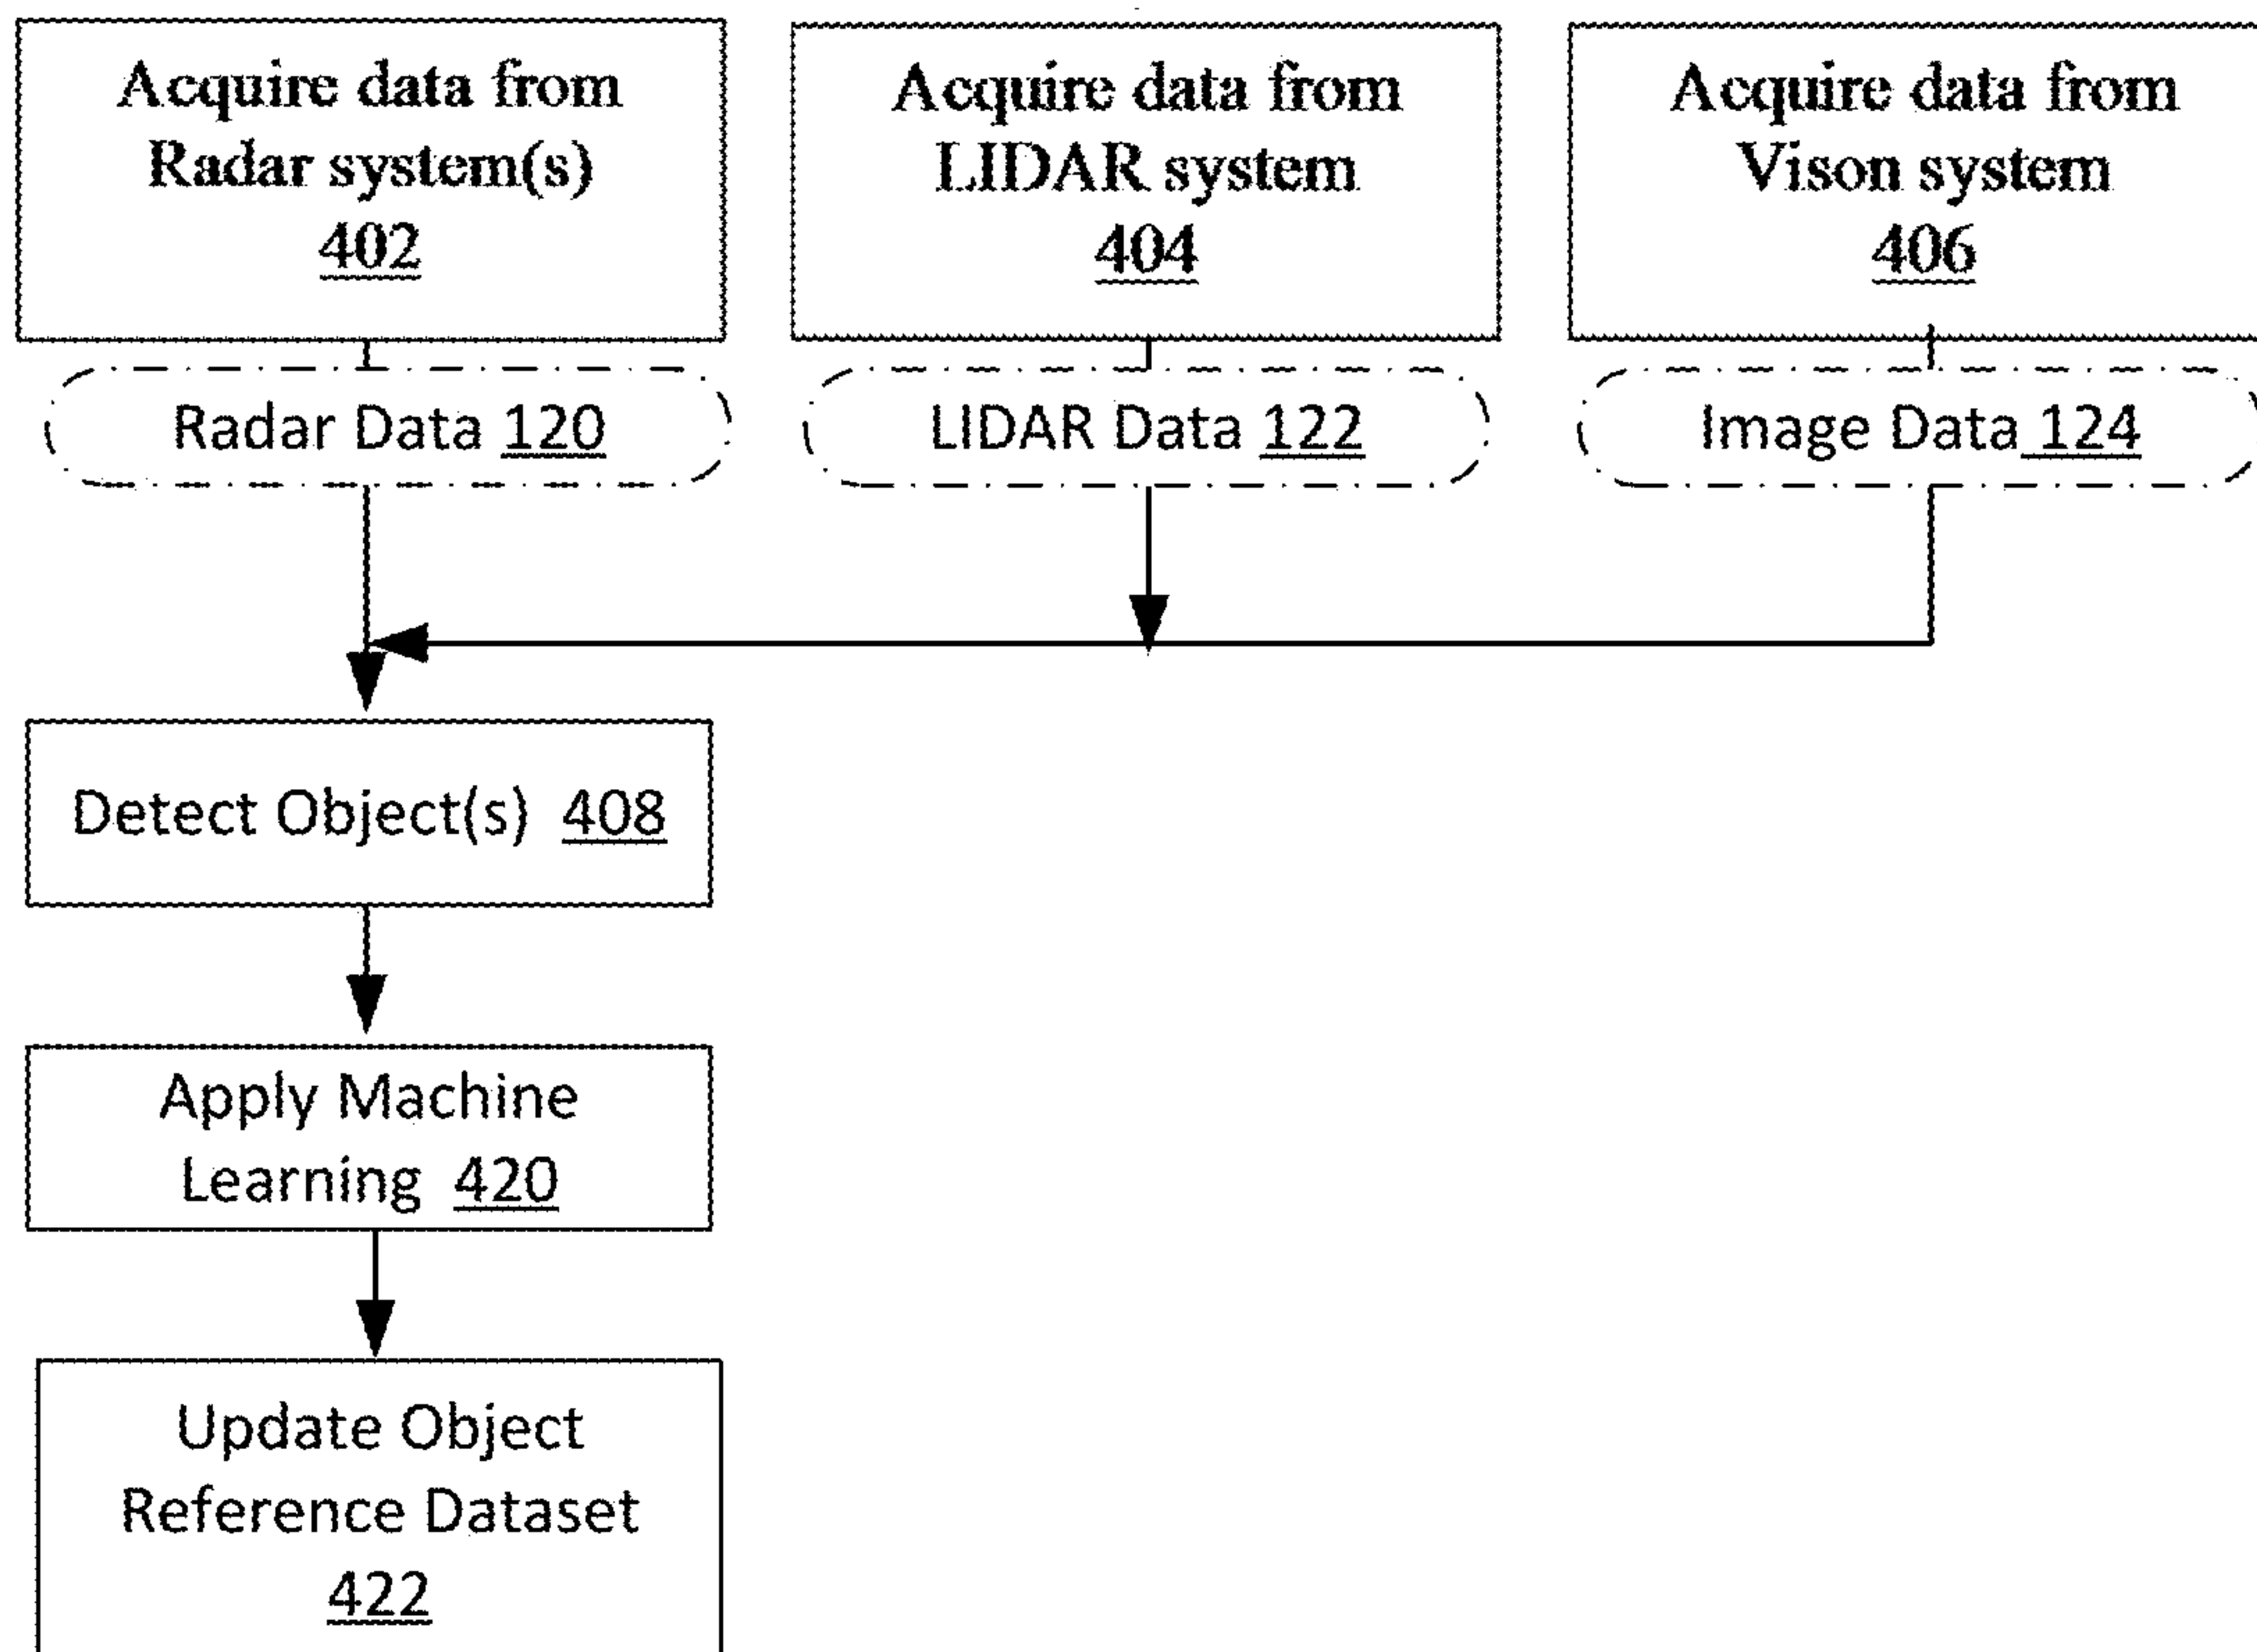 Acquire data from
Radar system(s)
402
Acquire data from
LIDAR system
404
Acquire data from
Vison system
406
Radar Data 120
LIDAR Data 122
Image Data 124
Detect Object(s) 408
Apply Machine
Learning 420
Update Object
Reference Dataset
422